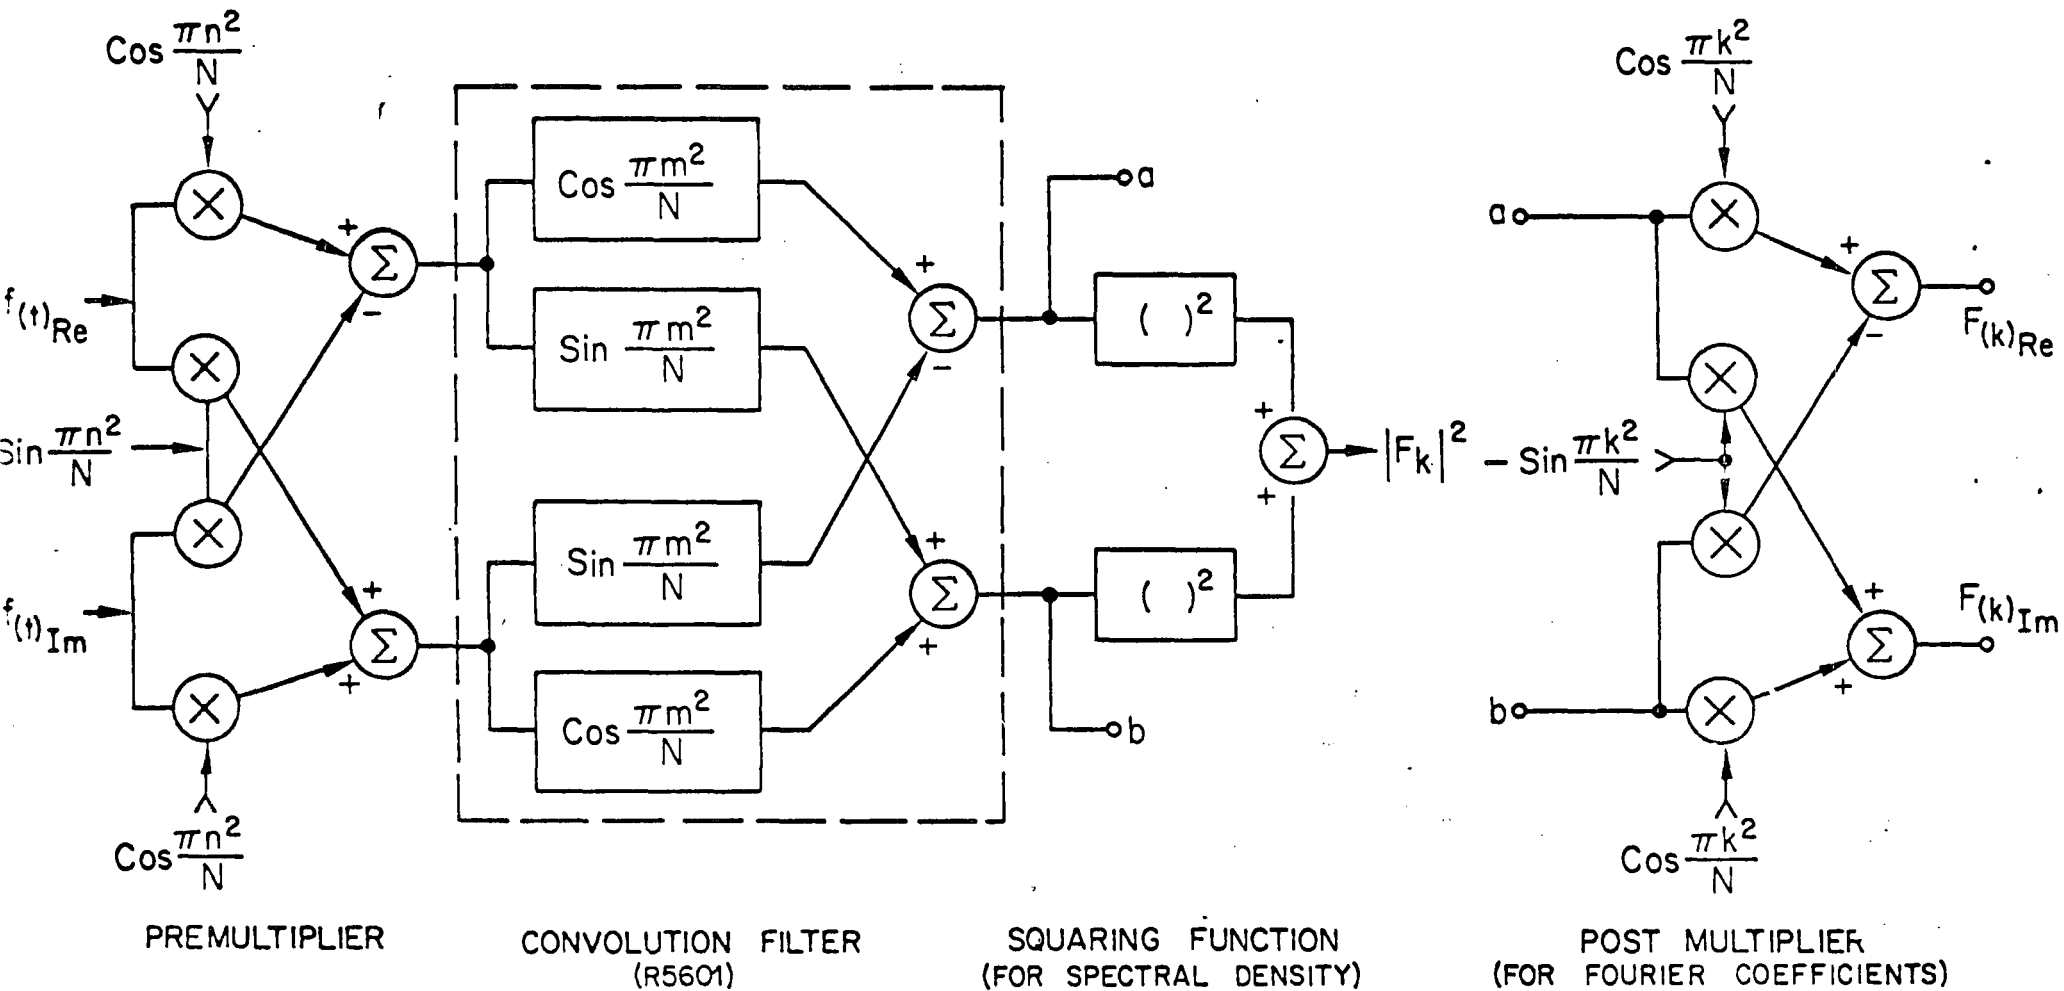 Cos πn²/N
f(t)Re
Sin πn²/N
f(t)Im
Cos πn²/N
× × × ×
+ Σ -
+ Σ +
Cos πm²/N
Sin πm²/N
Sin πm²/N
Cos πm²/N
+ Σ -
+ Σ +
a
( )²
( )²
b
+ Σ +
|Fk|²
Cos πk²/N
a
- Sin πk²/N
b
Cos πk²/N
× × × ×
+ Σ -
F(k)Re
+ Σ +
F(k)Im
PREMULTIPLIER
CONVOLUTION FILTER
(R5601)
SQUARING FUNCTION
(FOR SPECTRAL DENSITY)
POST MULTIPLIER
(FOR FOURIER COEFFICIENTS)